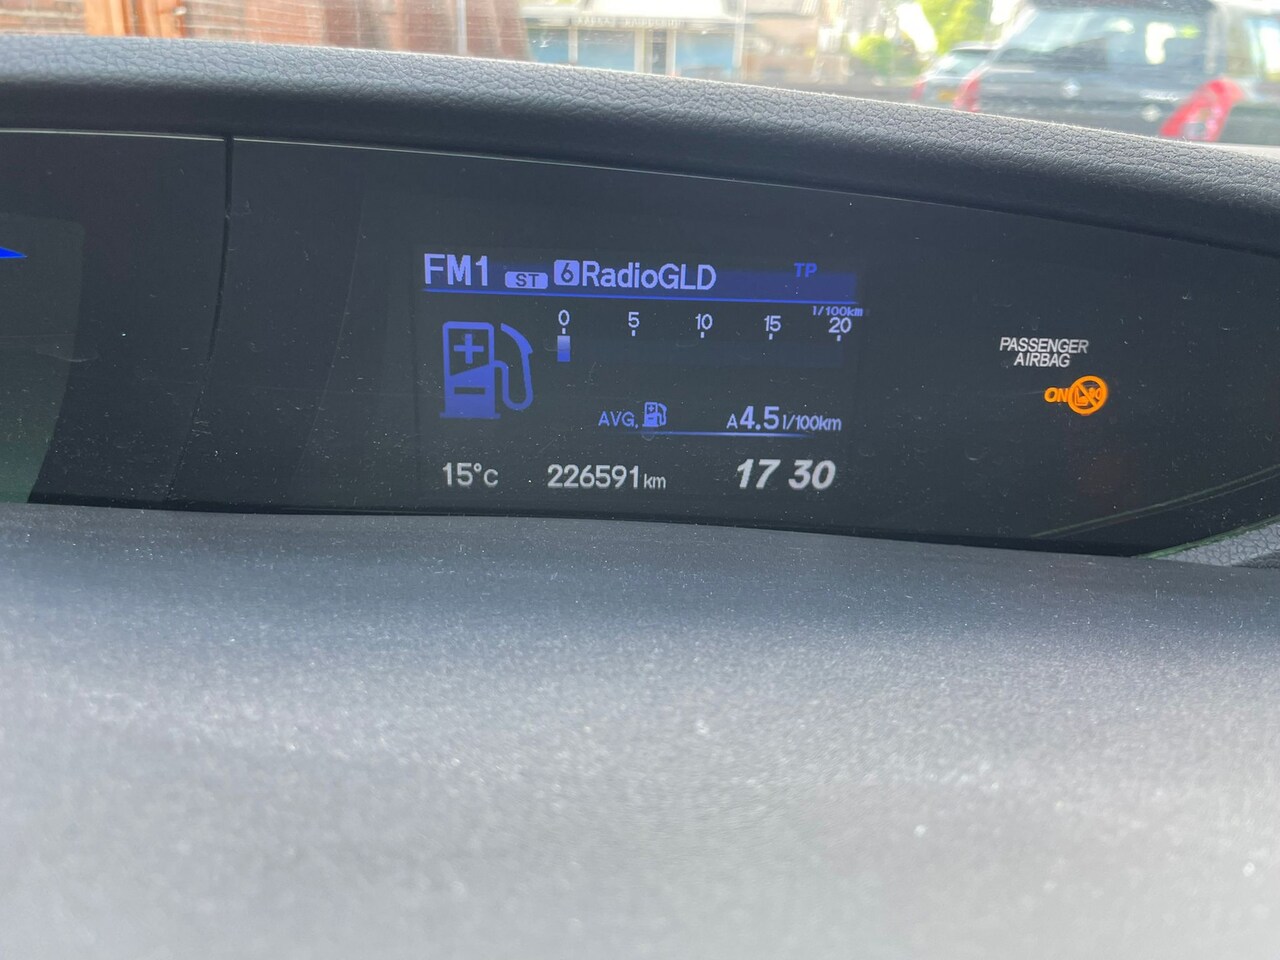 FM1 ST 6 RadioGLD TP
l/100km
0 5 10 15 20
PASSENGER
AIRBAG
ON
AVG. A4.5 l/100km
15°C 226591 km 17 30